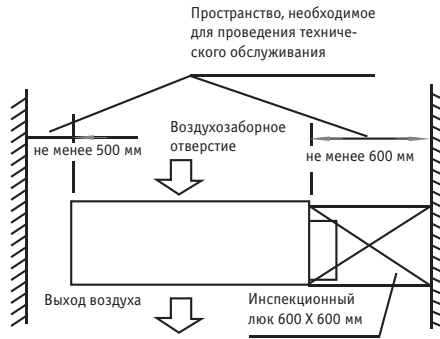 Пространство, необходимое
для проведения техниче-
ского обслуживания
Воздухозаборное
отверстие
не менее 500 мм
не менее 600 мм
Выход воздуха
Инспекционный
люк 600 X 600 мм